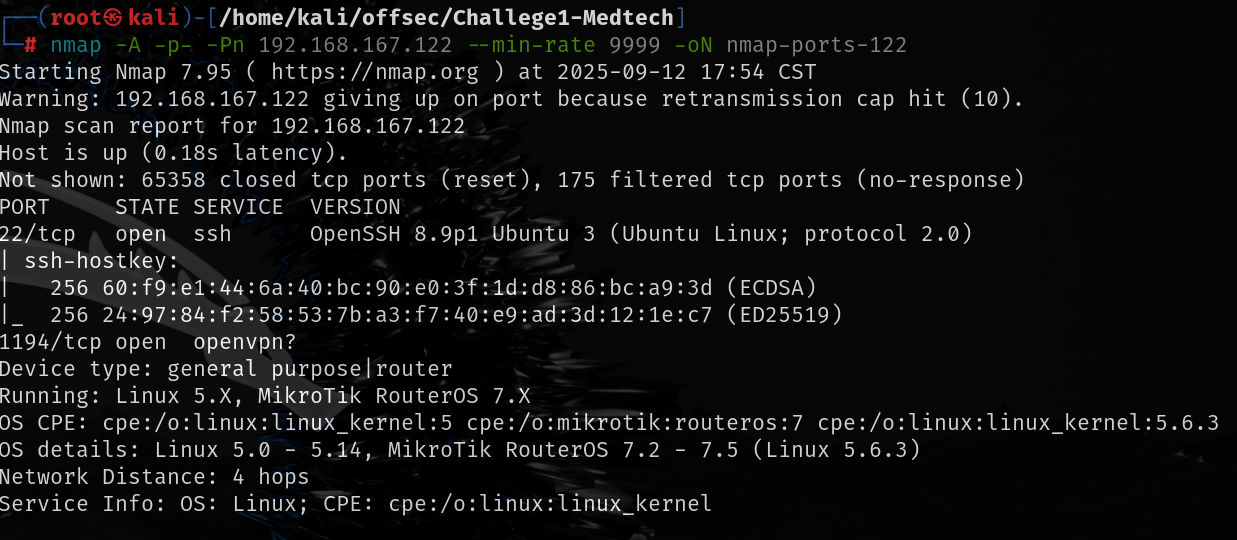 ┌──(root㉿kali)-[/home/kali/offsec/Challege1-Medtech]
└─# nmap -A -p- -Pn 192.168.167.122 --min-rate 9999 -oN nmap-ports-122
Starting Nmap 7.95 ( https://nmap.org ) at 2025-09-12 17:54 CST
Warning: 192.168.167.122 giving up on port because retransmission cap hit (10).
Nmap scan report for 192.168.167.122
Host is up (0.18s latency).
Not shown: 65358 closed tcp ports (reset), 175 filtered tcp ports (no-response)
PORT     STATE SERVICE  VERSION
22/tcp   open  ssh      OpenSSH 8.9p1 Ubuntu 3 (Ubuntu Linux; protocol 2.0)
| ssh-hostkey:
|   256 60:f9:e1:44:6a:40:bc:90:e0:3f:1d:d8:86:bc:a9:3d (ECDSA)
|_  256 24:97:84:f2:58:53:7b:a3:f7:40:e9:ad:3d:12:1e:c7 (ED25519)
1194/tcp open  openvpn?
Device type: general purpose|router
Running: Linux 5.X, MikroTik RouterOS 7.X
OS CPE: cpe:/o:linux:linux_kernel:5 cpe:/o:mikrotik:routeros:7 cpe:/o:linux:linux_kernel:5.6.3
OS details: Linux 5.0 - 5.14, MikroTik RouterOS 7.2 - 7.5 (Linux 5.6.3)
Network Distance: 4 hops
Service Info: OS: Linux; CPE: cpe:/o:linux:linux_kernel